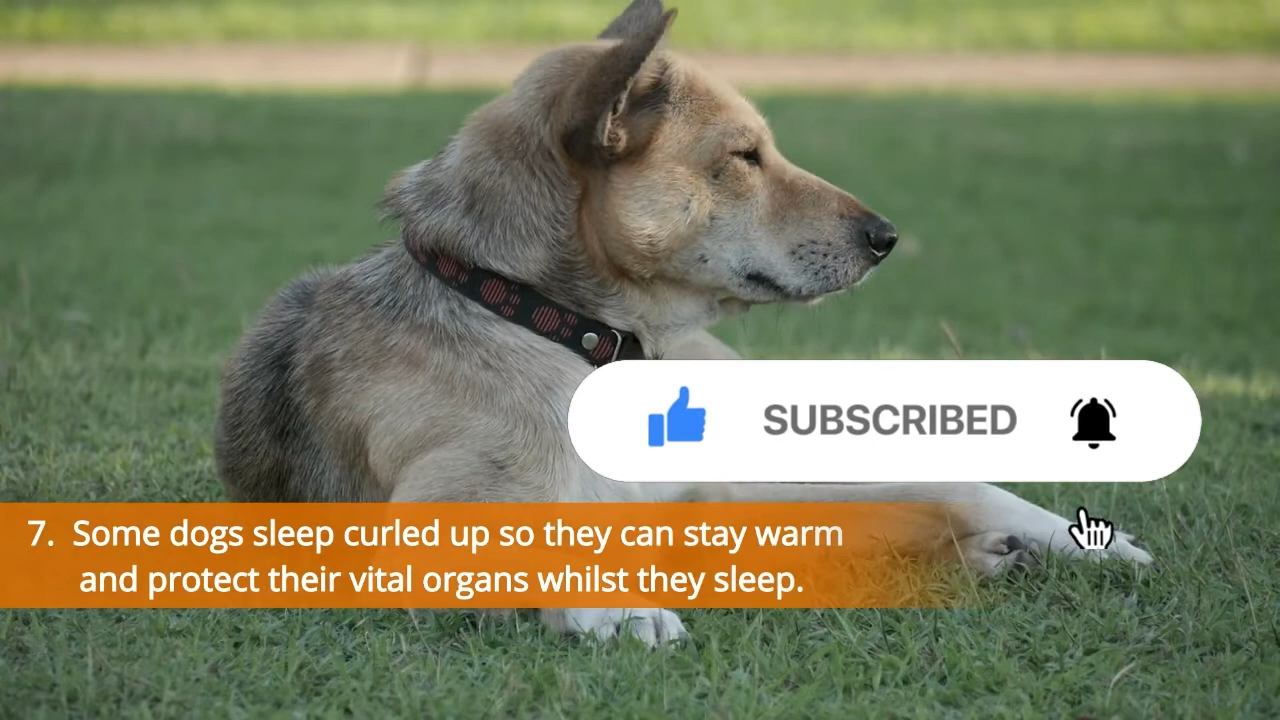 SUBSCRIBED
7. Some dogs sleep curled up so they can stay warm
and protect their vital organs whilst they sleep.